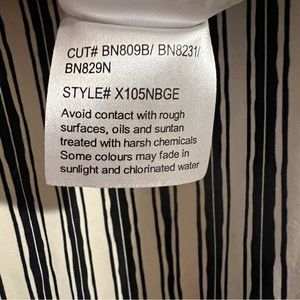 CUT# BN809B/ BN8231/
BN829N
STYLE# X105NBGE
Avoid contact with rough
surfaces, oils and suntan
treated with harsh chemicals
Some colours may fade in
sunlight and chlorinated water